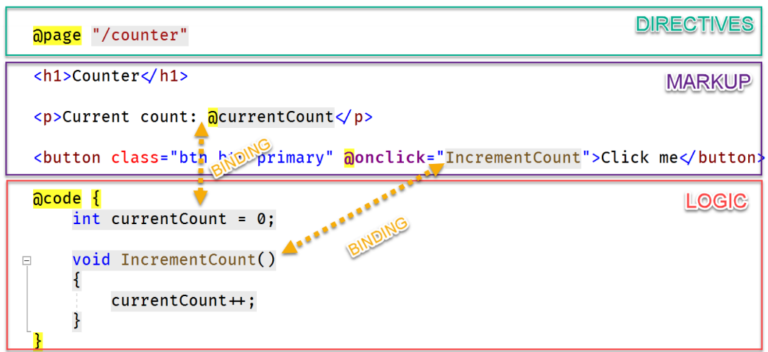 DIRECTIVES
@page "/counter"
MARKUP
<h1>Counter</h1>
<p>Current count: @currentCount</p>
BINDING
<button class="btn btn-primary" @onclick="IncrementCount">Click me</button>
LOGIC
@code {
int currentCount = 0;
BINDING
void IncrementCount()
{
currentCount++;
}
}